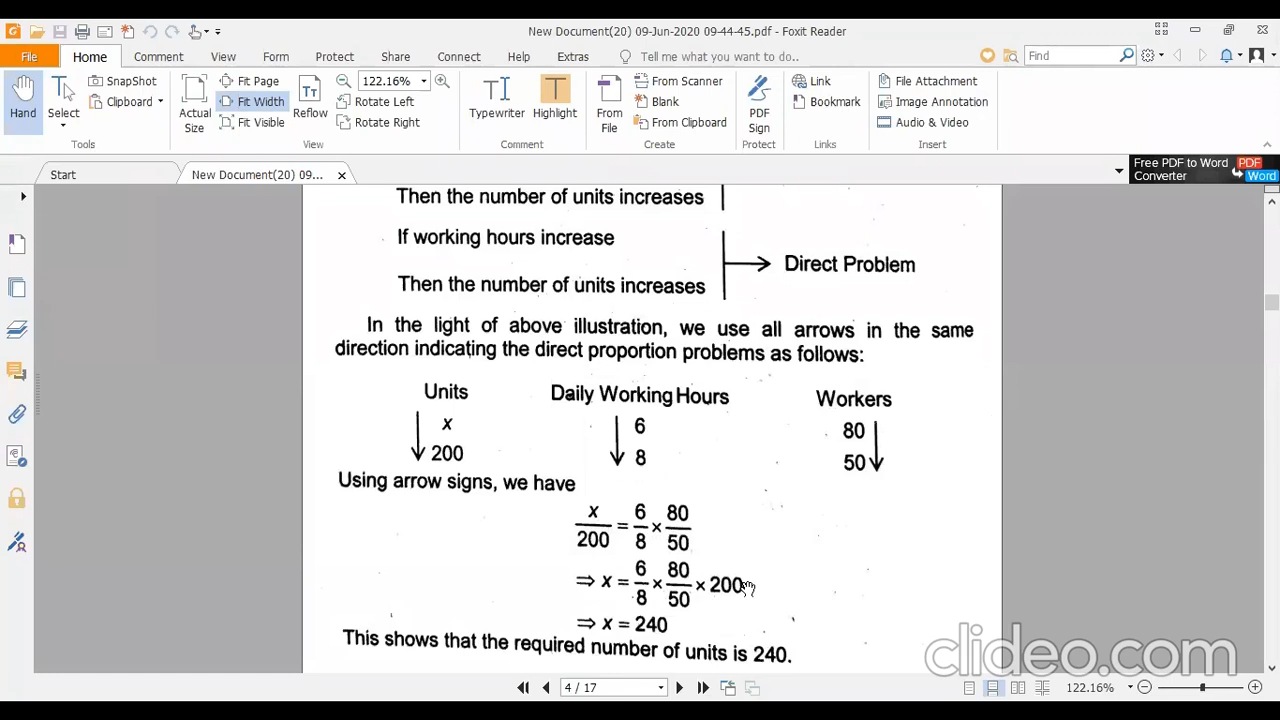 New Document(20) 09-Jun-2020 09-44-45.pdf - Foxit Reader
File Home Comment View Form Protect Share Connect Help Extras Tell me what you want to do.. Find
Hand Select SnapShot Clipboard Actual Size Fit Page Fit Width Fit Visible Reflow 122.16% Rotate Left Rotate Right Typewriter Highlight From File From Scanner Blank From Clipboard PDF Sign Link Bookmark File Attachment Image Annotation Audio & Video
Tools View Comment Create Protect Links Insert
Start New Document(20) 09-... Free PDF to Word Converter PDF Word
Then the number of units increases
If working hours increase
Direct Problem
Then the number of units increases
In the light of above illustration, we use all arrows in the same
direction indicating the direct proportion problems as follows:
Units Daily Working Hours Workers
↓ x ↓ 6 80 ↓
200 8 50
Using arrow signs, we have
x/200 = 6/8 × 80/50
⇒ x = 6/8 × 80/50 × 200
⇒ x = 240
This shows that the required number of units is 240.
clideo.com
4 / 17 122.16%